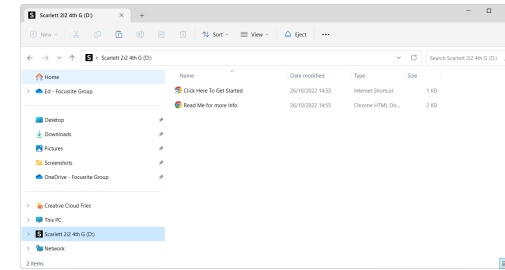 Scarlett 2i2 4th G (D:)
New
Sort
View
Eject
Scarlett 2i2 4th G (D:)
Search Scarlett 2i2 4th G (D:)
Home
Ed - Focusrite Group
Desktop
Downloads
Pictures
Screenshots
OneDrive - Focusrite Group
Creative Cloud Files
This PC
Scarlett 2i2 4th G (D:)
Network
Name Date modified Type Size
Click Here To Get Started 26/10/2022 14:55 Internet Shortcut 1 KB
Read Me for more Info 26/10/2022 14:55 Chrome HTML Do... 2 KB
2 items